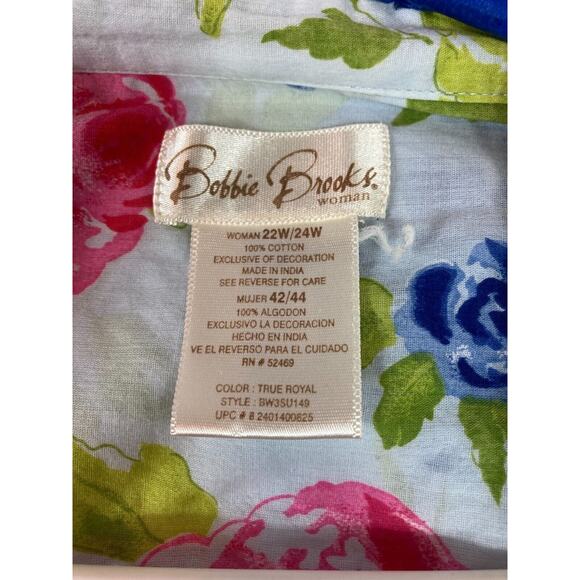 Bobbie Brooks®
woman
WOMAN 22W/24W
100% COTTON
EXCLUSIVE OF DECORATION
MADE IN INDIA
SEE REVERSE FOR CARE
MUJER 42/44
100% ALGODON
EXCLUSIVO LA DECORACION
HECHO EN INDIA
VE EL REVERSO PARA EL CUIDADO
RN # 52469
COLOR : TRUE ROYAL
STYLE : BW3SU149
UPC # 8 2401400625